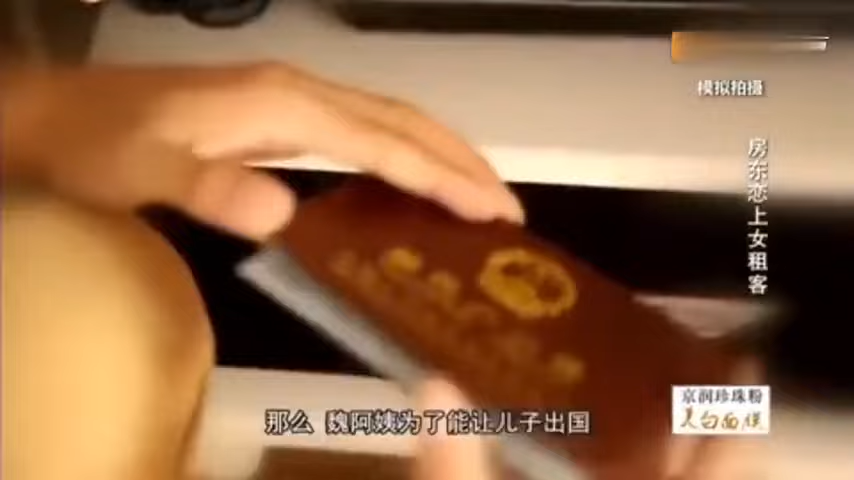 模拟拍摄
房东恋上女租客
京润珍珠粉
美白面膜
那么 魏阿姨为了能让儿子出国